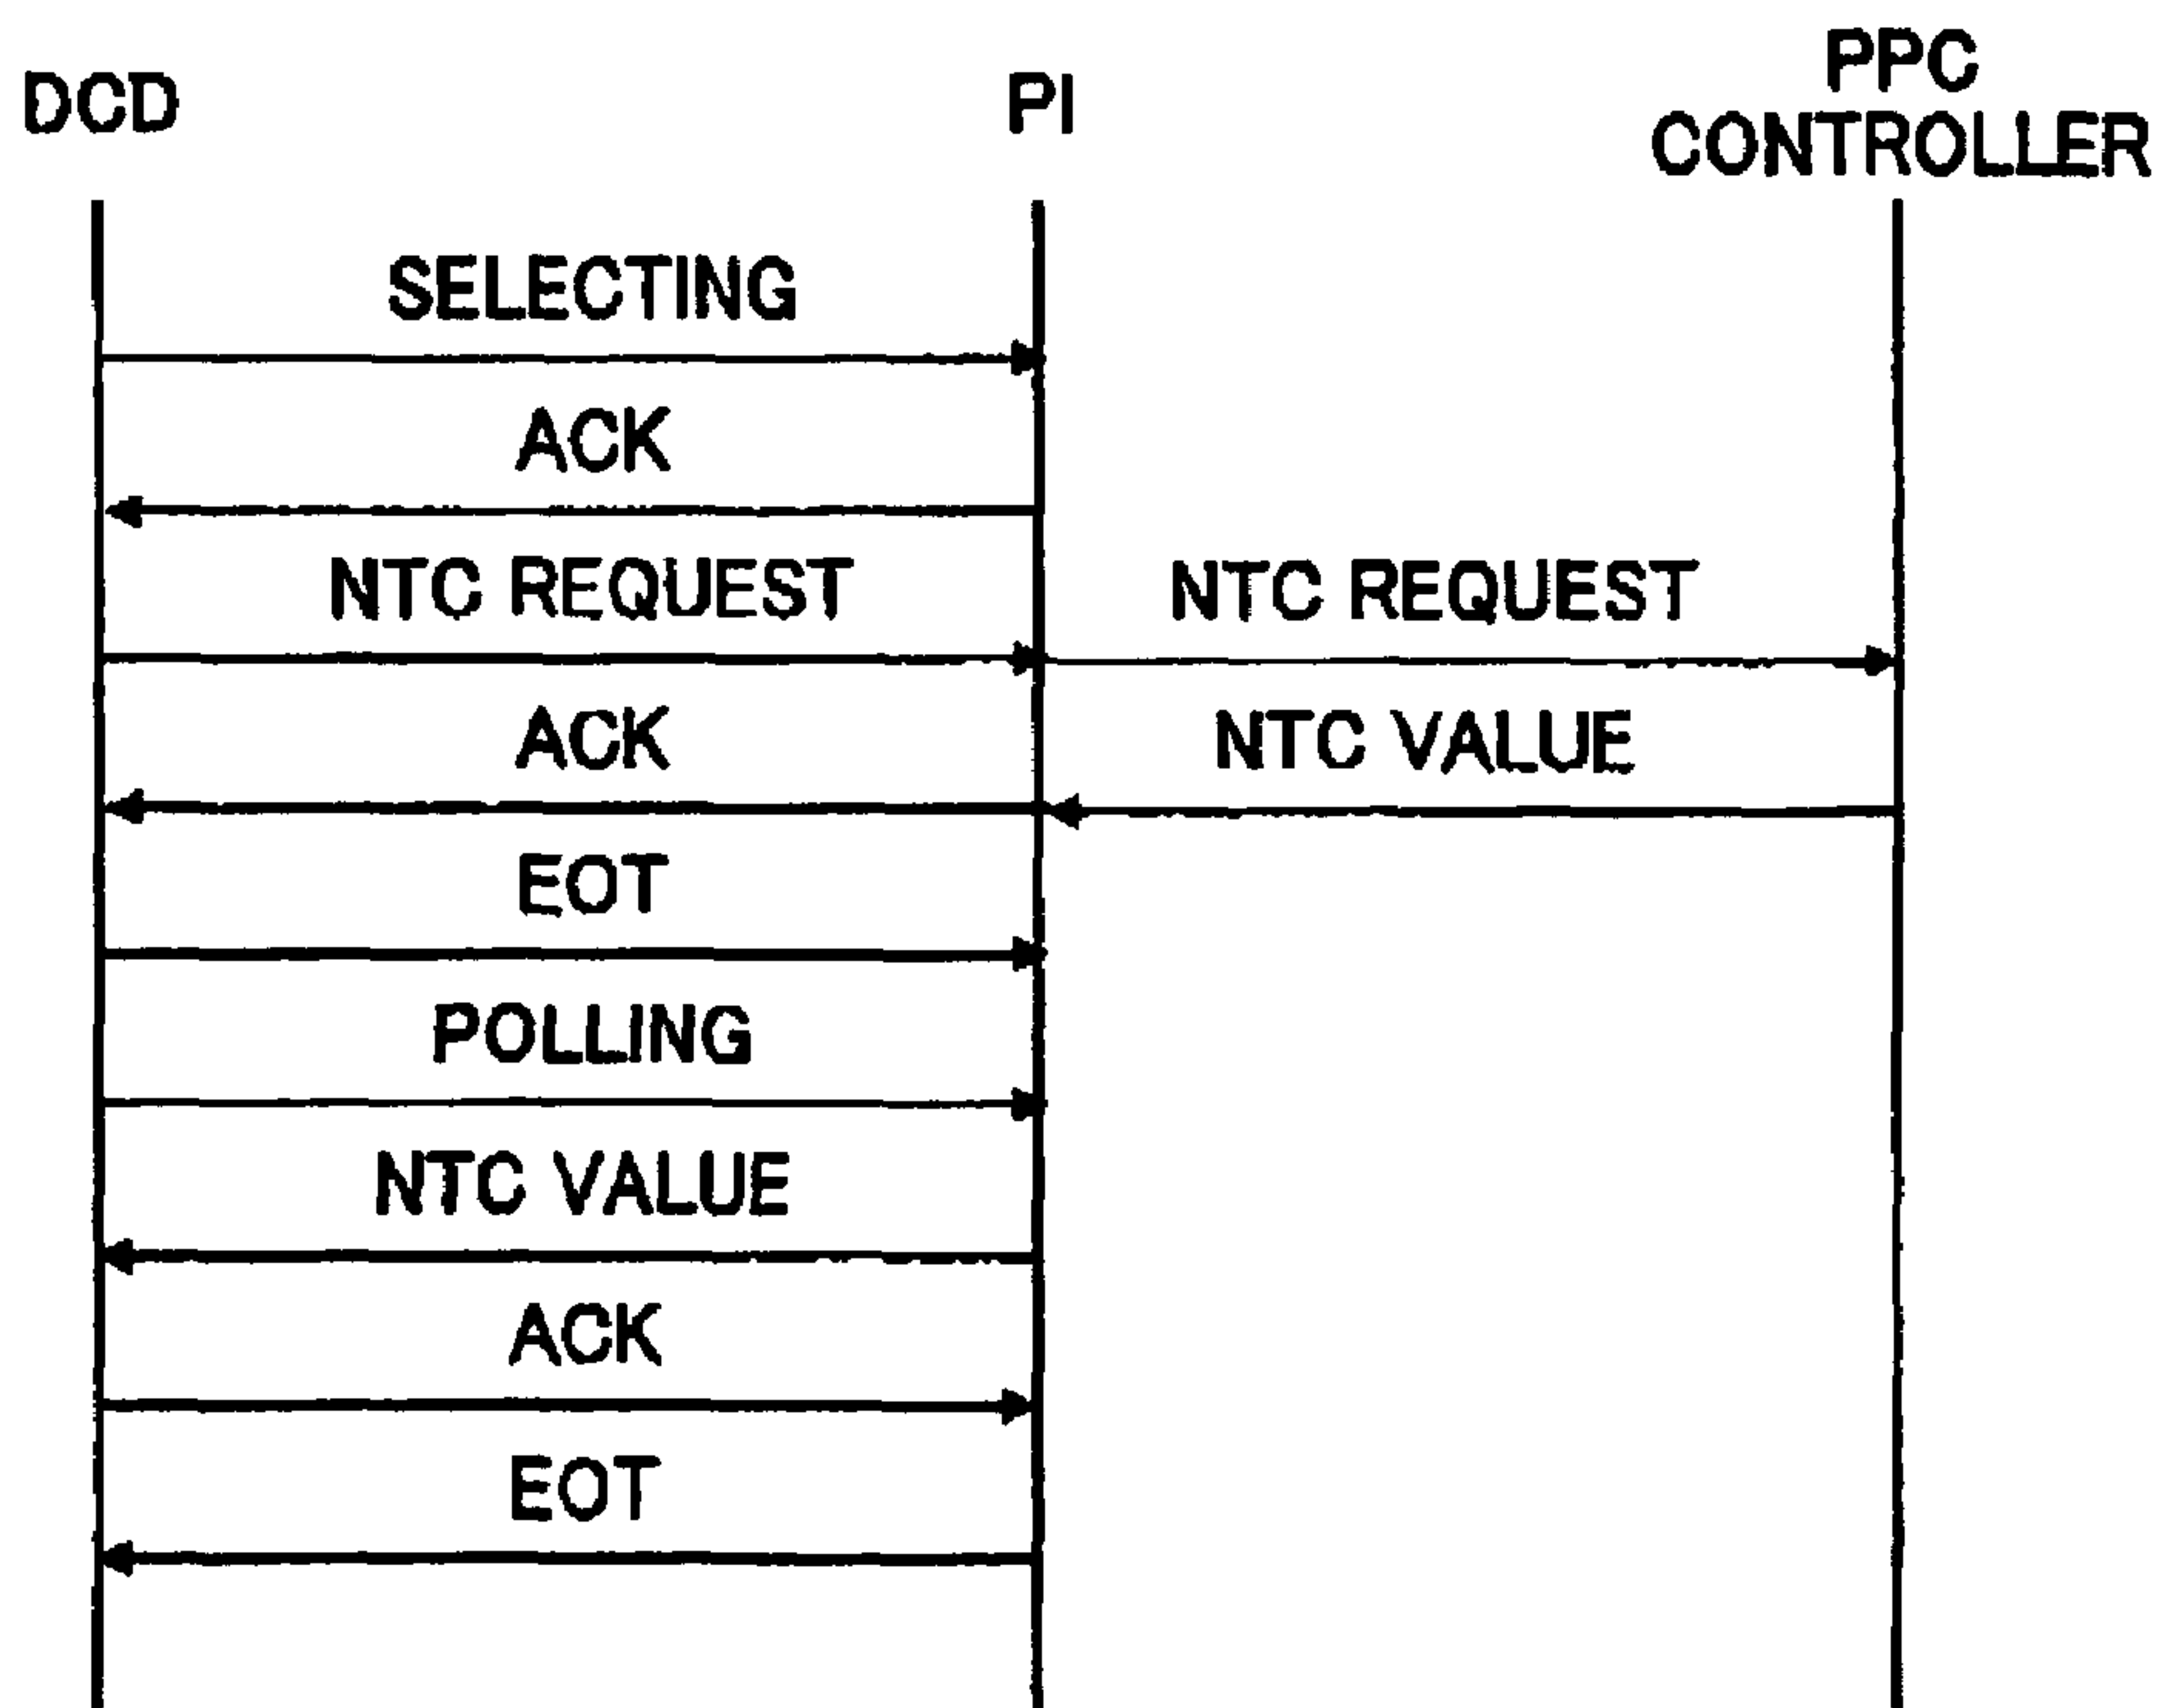 DCD
PI
PPC
CONTROLLER
SELECTING
ACK
NTC REQUEST
NTC REQUEST
ACK
NTC VALUE
EOT
POLLING
NTC VALUE
ACK
EOT